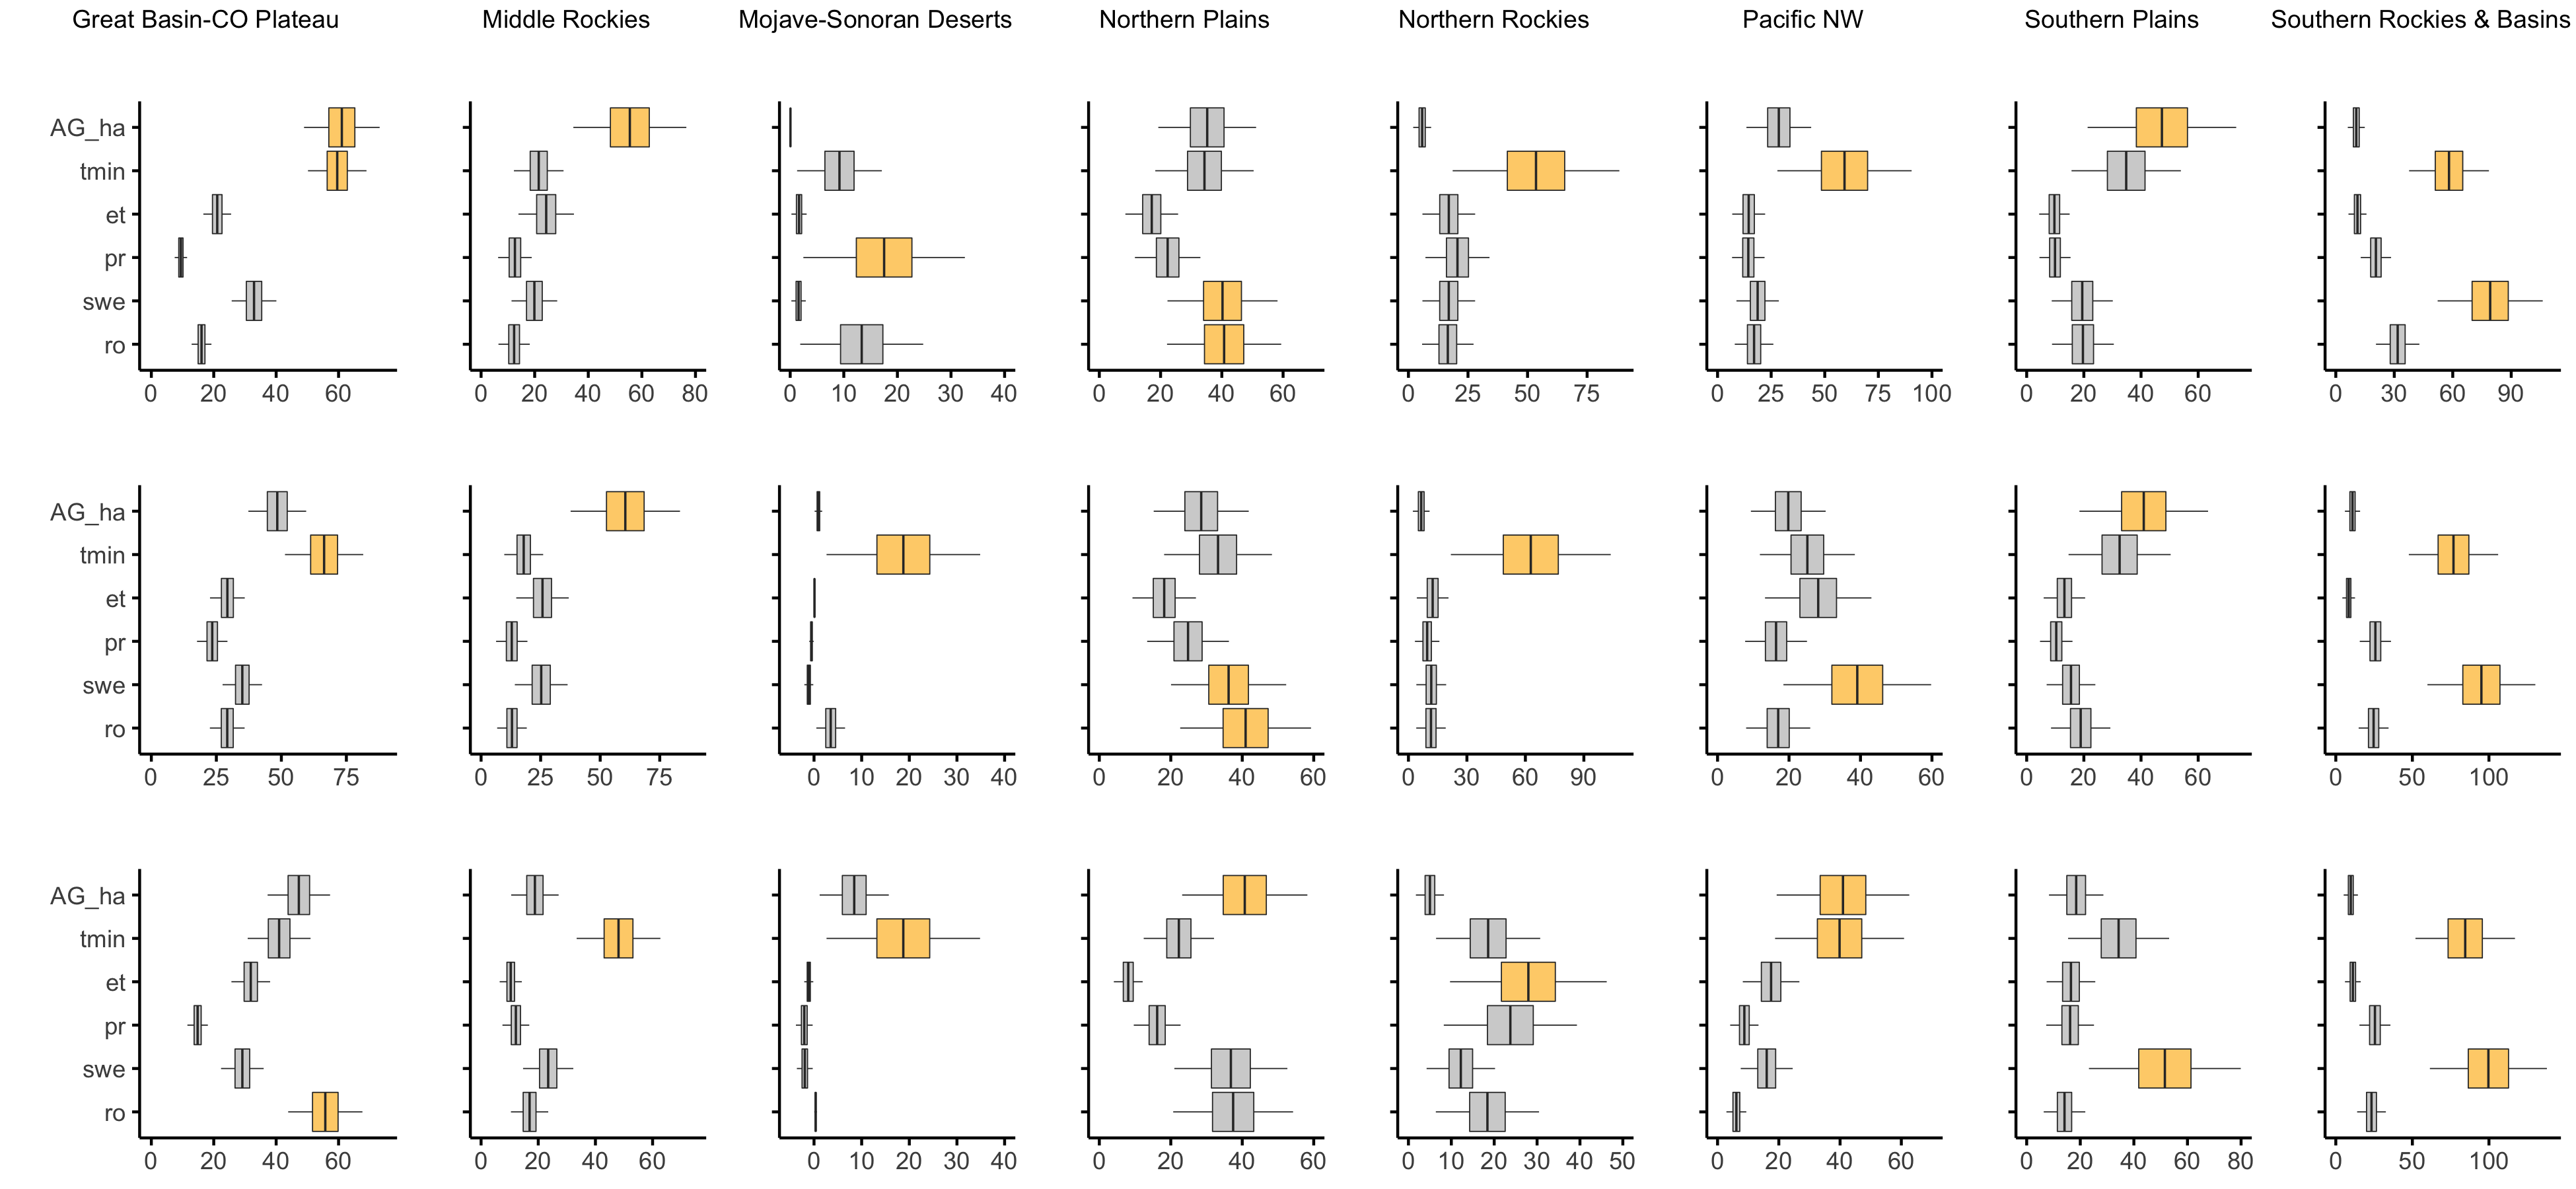 Great Basin-CO Plateau Middle Rockies Mojave-Sonoran Deserts Northern Plains Northern Rockies Pacific NW Southern Plains Southern Rockies & Basins
AG_ha
tmin
et
pr
swe
ro
0 20 40 60 0 20 40 60 80 0 10 20 30 40 0 20 40 60 0 25 50 75 0 25 50 75 100 0 20 40 60 0 30 60 90
AG_ha
tmin
et
pr
swe
ro
0 25 50 75 0 25 50 75 0 10 20 30 40 0 20 40 60 0 30 60 90 0 20 40 60 0 20 40 60 0 50 100
AG_ha
tmin
et
pr
swe
ro
0 20 40 60 0 20 40 60 0 10 20 30 40 0 20 40 60 0 10 20 30 40 50 0 20 40 60 0 20 40 60 80 0 50 100